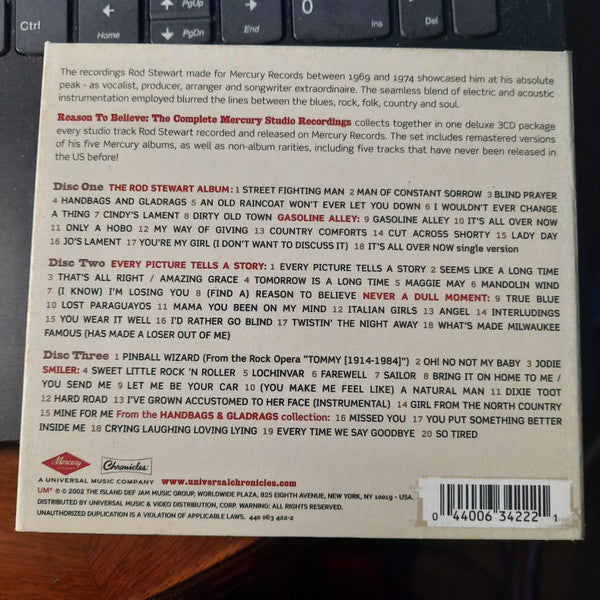 Ctrl
Home
PgUp
PgDn
End
0
Ins
Del
The recordings Rod Stewart made for Mercury Records between 1969 and 1974 showcased him at his absolute
peak - as vocalist, producer, arranger and songwriter extraordinaire. The seamless blend of electric and acoustic
instrumentation employed blurred the lines between the blues, rock, folk, country and soul.
Reason To Believe: The Complete Mercury Studio Recordings collects together in one deluxe 3CD package
every studio track Rod Stewart recorded and released on Mercury Records. The set includes remastered versions
of his five Mercury albums, as well as non-album rarities, including five tracks that have never been released in
the US before!
Disc One THE ROD STEWART ALBUM: 1 STREET FIGHTING MAN 2 MAN OF CONSTANT SORROW 3 BLIND PRAYER
4 HANDBAGS AND GLADRAGS 5 AN OLD RAINCOAT WON'T EVER LET YOU DOWN 6 I WOULDN'T EVER CHANGE
A THING 7 CINDY'S LAMENT 8 DIRTY OLD TOWN GASOLINE ALLEY: 9 GASOLINE ALLEY 10 IT'S ALL OVER NOW
11 ONLY A HOBO 12 MY WAY OF GIVING 13 COUNTRY COMFORTS 14 CUT ACROSS SHORTY 15 LADY DAY
16 JO'S LAMENT 17 YOU'RE MY GIRL (I DON'T WANT TO DISCUSS IT) 18 IT'S ALL OVER NOW single version
Disc Two EVERY PICTURE TELLS A STORY: 1 EVERY PICTURE TELLS A STORY 2 SEEMS LIKE A LONG TIME
3 THAT'S ALL RIGHT / AMAZING GRACE 4 TOMORROW IS A LONG TIME 5 MAGGIE MAY 6 MANDOLIN WIND
7 (I KNOW) I'M LOSING YOU 8 (FIND A) REASON TO BELIEVE NEVER A DULL MOMENT: 9 TRUE BLUE
10 LOST PARAGUAYOS 11 MAMA YOU BEEN ON MY MIND 12 ITALIAN GIRLS 13 ANGEL 14 INTERLUDINGS
15 YOU WEAR IT WELL 16 I'D RATHER GO BLIND 17 TWISTIN' THE NIGHT AWAY 18 WHAT'S MADE MILWAUKEE
FAMOUS (HAS MADE A LOSER OUT OF ME)
Disc Three 1 PINBALL WIZARD (From the Rock Opera "TOMMY [1914-1984]") 2 OH! NO NOT MY BABY 3 JODIE
SMILER: 4 SWEET LITTLE ROCK 'N ROLLER 5 LOCHINVAR 6 FAREWELL 7 SAILOR 8 BRING IT ON HOME TO ME /
YOU SEND ME 9 LET ME BE YOUR CAR 10 (YOU MAKE ME FEEL LIKE) A NATURAL MAN 11 DIXIE TOOT
12 HARD ROAD 13 I'VE GROWN ACCUSTOMED TO HER FACE (INSTRUMENTAL) 14 GIRL FROM THE NORTH COUNTRY
15 MINE FOR ME From the HANDBAGS & GLADRAGS collection: 16 MISSED YOU 17 YOU PUT SOMETHING BETTER
INSIDE ME 18 CRYING LAUGHING LOVING LYING 19 EVERY TIME WE SAY GOODBYE 20 SO TIRED
Mercury
Chronicles
A UNIVERSAL MUSIC COMPANY www.universalchronicles.com
UMe ℗ © 2002 THE ISLAND DEF JAM MUSIC GROUP, WORLDWIDE PLAZA, 825 EIGHTH AVENUE, NEW YORK, NY 10019 - USA.
DISTRIBUTED BY UNIVERSAL MUSIC & VIDEO DISTRIBUTION, CORP. WARNING: ALL RIGHTS RESERVED.
UNAUTHORIZED DUPLICATION IS A VIOLATION OF APPLICABLE LAWS. 440 063 422-2
0 44006 34222 1